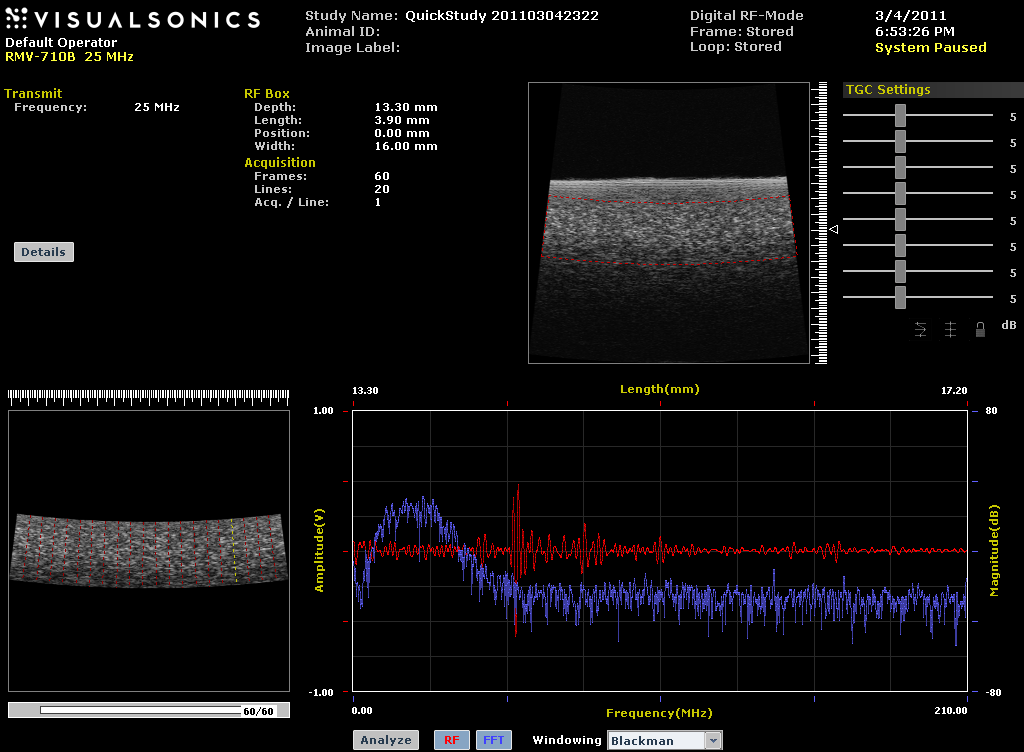 VISUALSONICS
Default Operator
RMV-710B 25 MHz
Study Name: QuickStudy 201103042322
Animal ID:
Image Label:
Digital RF-Mode
Frame: Stored
Loop: Stored
3/4/2011
6:53:26 PM
System Paused
Transmit
Frequency: 25 MHz
RF Box
Depth: 13.30 mm
Length: 3.90 mm
Position: 0.00 mm
Width: 16.00 mm
Acquisition
Frames: 60
Lines: 20
Acq. / Line: 1
Details
TGC Settings
5
5
5
5
5
5
5
5
dB
60/60
13.30
Length(mm)
17.20
1.00
80
Amplitude(V)
Magnitude(dB)
-1.00
-80
0.00
Frequency(MHz)
210.00
Analyze
RF
FFT
Windowing
Blackman